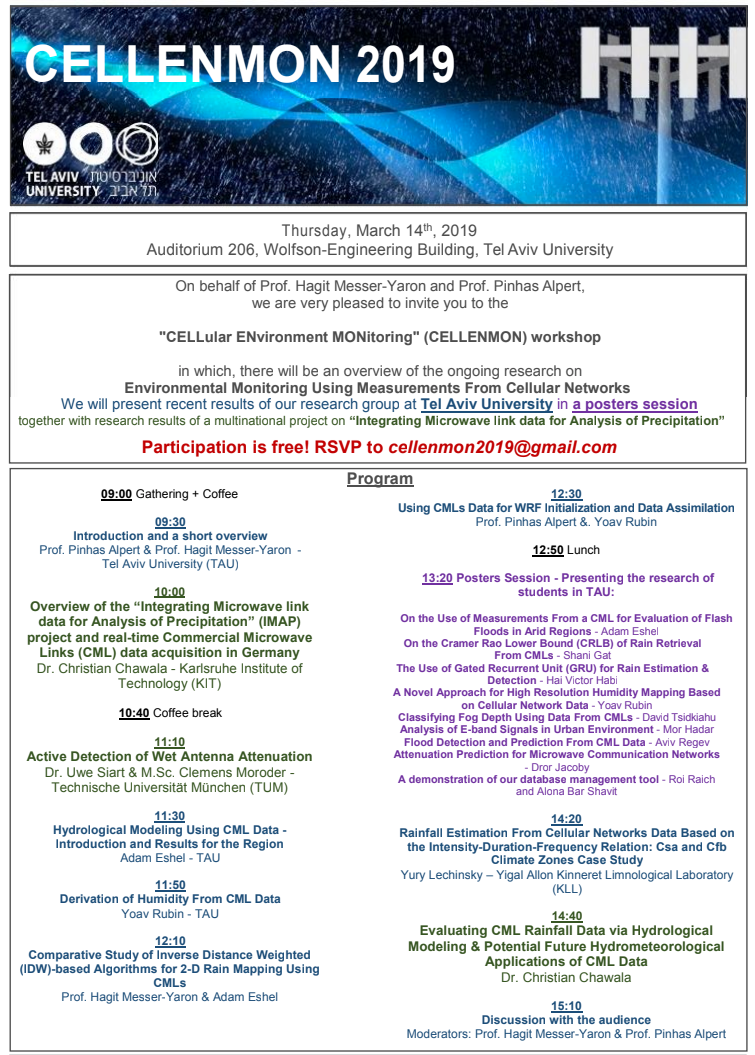 CELLENMON 2019
TEL AVIV אוניברסיטת
UNIVERSITY תל אביב
Thursday, March 14th, 2019
Auditorium 206, Wolfson-Engineering Building, Tel Aviv University
On behalf of Prof. Hagit Messer-Yaron and Prof. Pinhas Alpert,
we are very pleased to invite you to the
"CELLular ENvironment MONitoring" (CELLENMON) workshop
in which, there will be an overview of the ongoing research on
Environmental Monitoring Using Measurements From Cellular Networks
We will present recent results of our research group at Tel Aviv University in a posters session
together with research results of a multinational project on “Integrating Microwave link data for Analysis of Precipitation”
Participation is free! RSVP to cellenmon2019@gmail.com
Program
09:00 Gathering + Coffee
09:30
Introduction and a short overview
Prof. Pinhas Alpert & Prof. Hagit Messer-Yaron -
Tel Aviv University (TAU)
10:00
Overview of the “Integrating Microwave link
data for Analysis of Precipitation” (IMAP)
project and real-time Commercial Microwave
Links (CML) data acquisition in Germany
Dr. Christian Chawala - Karlsruhe Institute of
Technology (KIT)
10:40 Coffee break
11:10
Active Detection of Wet Antenna Attenuation
Dr. Uwe Siart & M.Sc. Clemens Moroder -
Technische Universität München (TUM)
11:30
Hydrological Modeling Using CML Data -
Introduction and Results for the Region
Adam Eshel - TAU
11:50
Derivation of Humidity From CML Data
Yoav Rubin - TAU
12:10
Comparative Study of Inverse Distance Weighted
(IDW)-based Algorithms for 2-D Rain Mapping Using
CMLs
Prof. Hagit Messer-Yaron & Adam Eshel
12:30
Using CMLs Data for WRF Initialization and Data Assimilation
Prof. Pinhas Alpert &. Yoav Rubin
12:50 Lunch
13:20 Posters Session - Presenting the research of
students in TAU:
On the Use of Measurements From a CML for Evaluation of Flash
Floods in Arid Regions - Adam Eshel
On the Cramer Rao Lower Bound (CRLB) of Rain Retrieval
From CMLs - Shani Gat
The Use of Gated Recurrent Unit (GRU) for Rain Estimation &
Detection - Hai Victor Habi
A Novel Approach for High Resolution Humidity Mapping Based
on Cellular Network Data - Yoav Rubin
Classifying Fog Depth Using Data From CMLs - David Tsidkiahu
Analysis of E-band Signals in Urban Environment - Mor Hadar
Flood Detection and Prediction From CML Data - Aviv Regev
Attenuation Prediction for Microwave Communication Networks
- Dror Jacoby
A demonstration of our database management tool - Roi Raich
and Alona Bar Shavit
14:20
Rainfall Estimation From Cellular Networks Data Based on
the Intensity-Duration-Frequency Relation: Csa and Cfb
Climate Zones Case Study
Yury Lechinsky – Yigal Allon Kinneret Limnological Laboratory
(KLL)
14:40
Evaluating CML Rainfall Data via Hydrological
Modeling & Potential Future Hydrometeorological
Applications of CML Data
Dr. Christian Chawala
15:10
Discussion with the audience
Moderators: Prof. Hagit Messer-Yaron & Prof. Pinhas Alpert